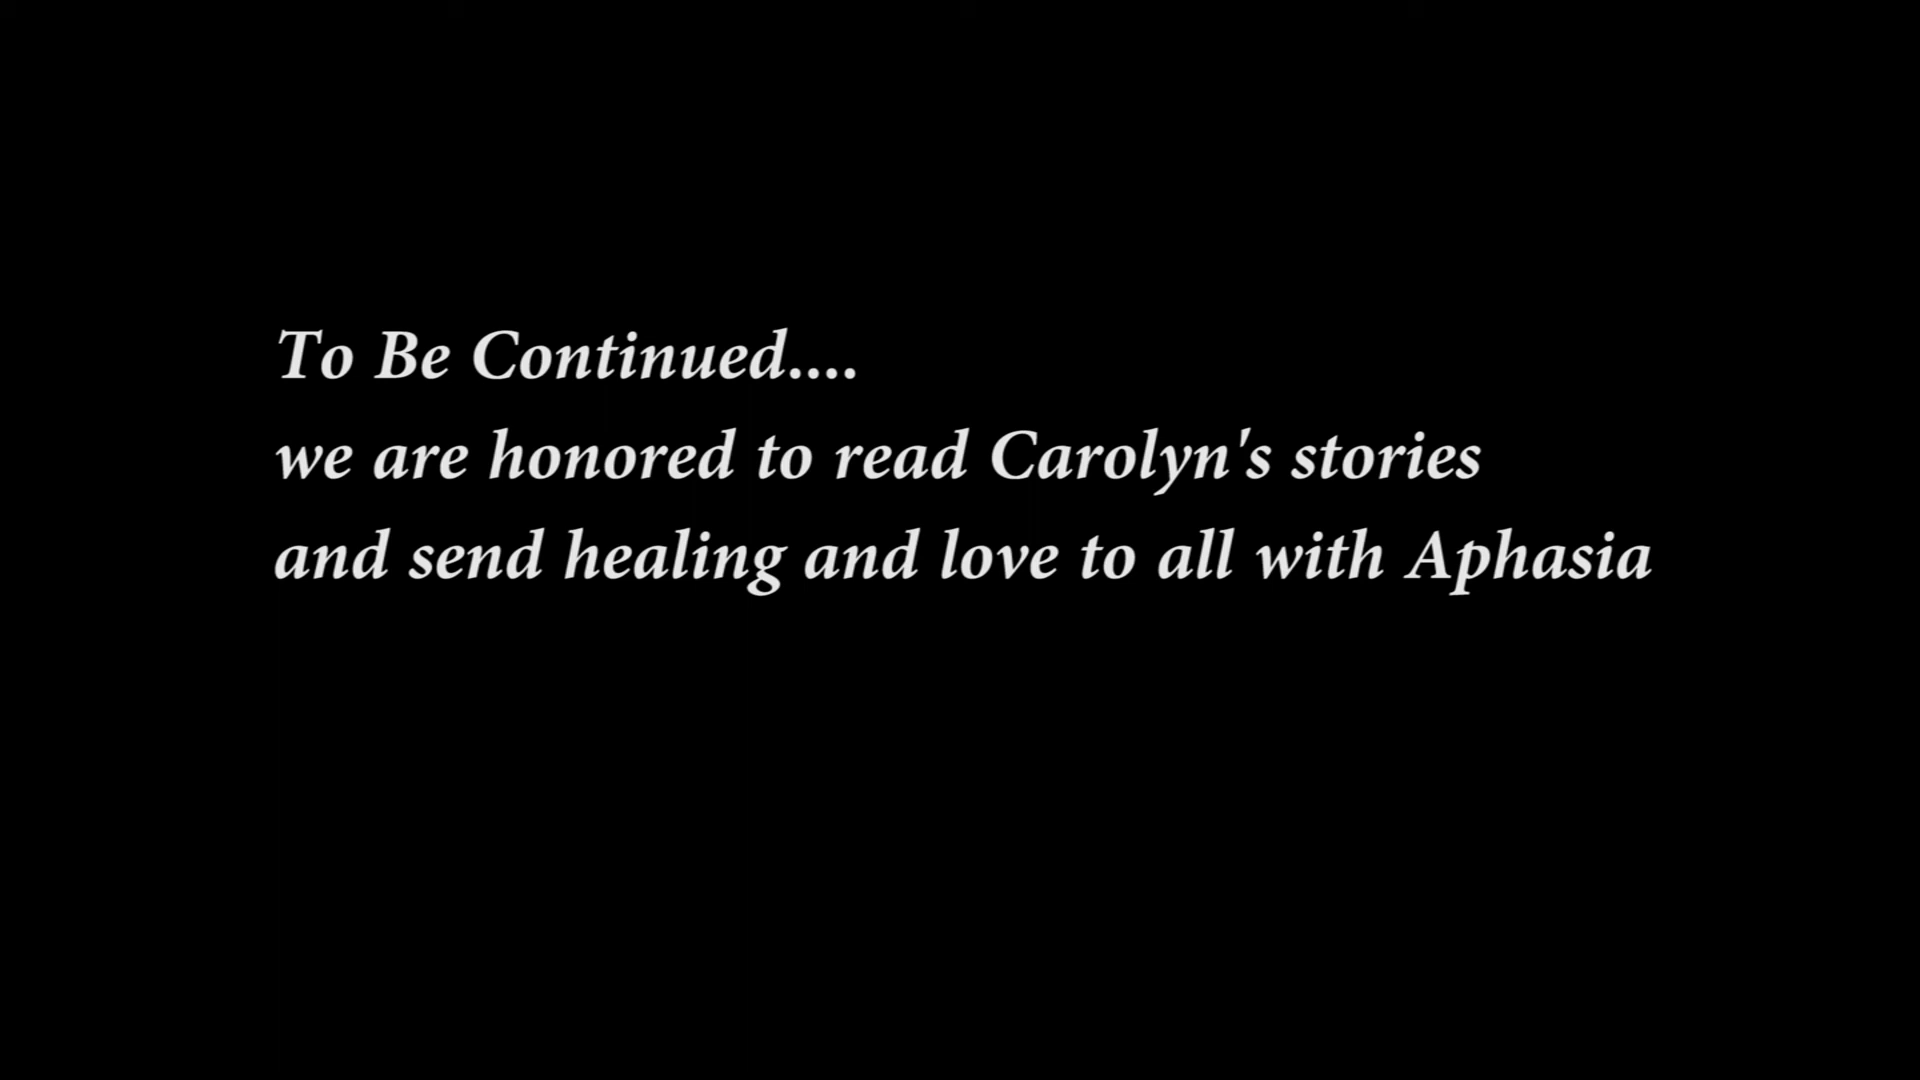 To Be Continued....
we are honored to read Carolyn's stories
and send healing and love to all with Aphasia